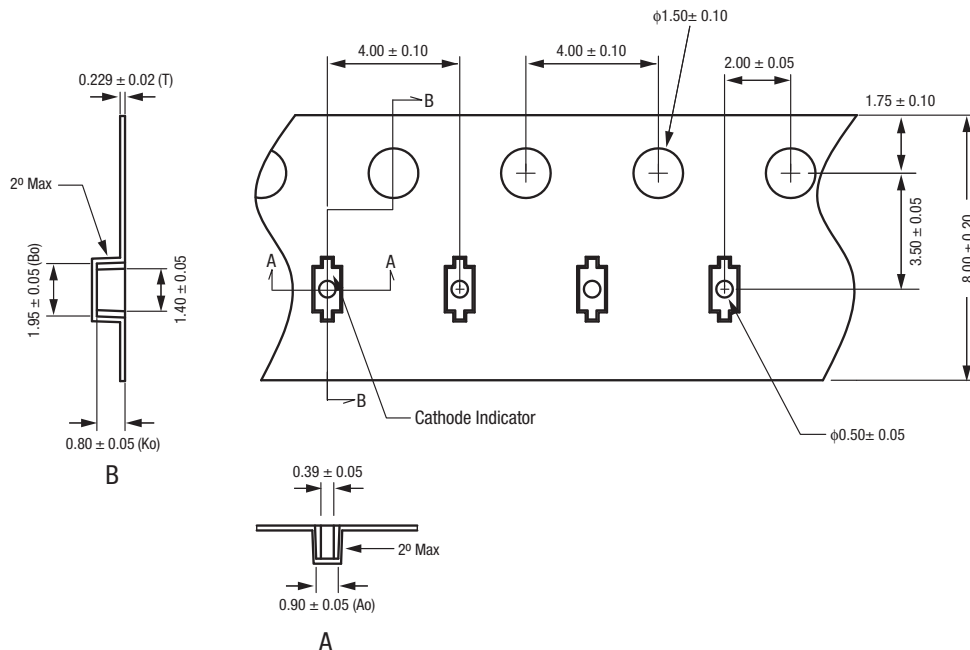 ϕ1.50± 0.10
4.00 ± 0.10
4.00 ± 0.10
2.00 ± 0.05
0.229 ± 0.02 (T)
B
1.75 ± 0.10
2º Max
3.50 ± 0.05
8.00 ± 0.20
A
A
1.95 ± 0.05 (Bo)
1.40 ± 0.05
B
Cathode Indicator
ϕ0.50± 0.05
0.80 ± 0.05 (Ko)
B
0.39 ± 0.05
2º Max
0.90 ± 0.05 (Ao)
A